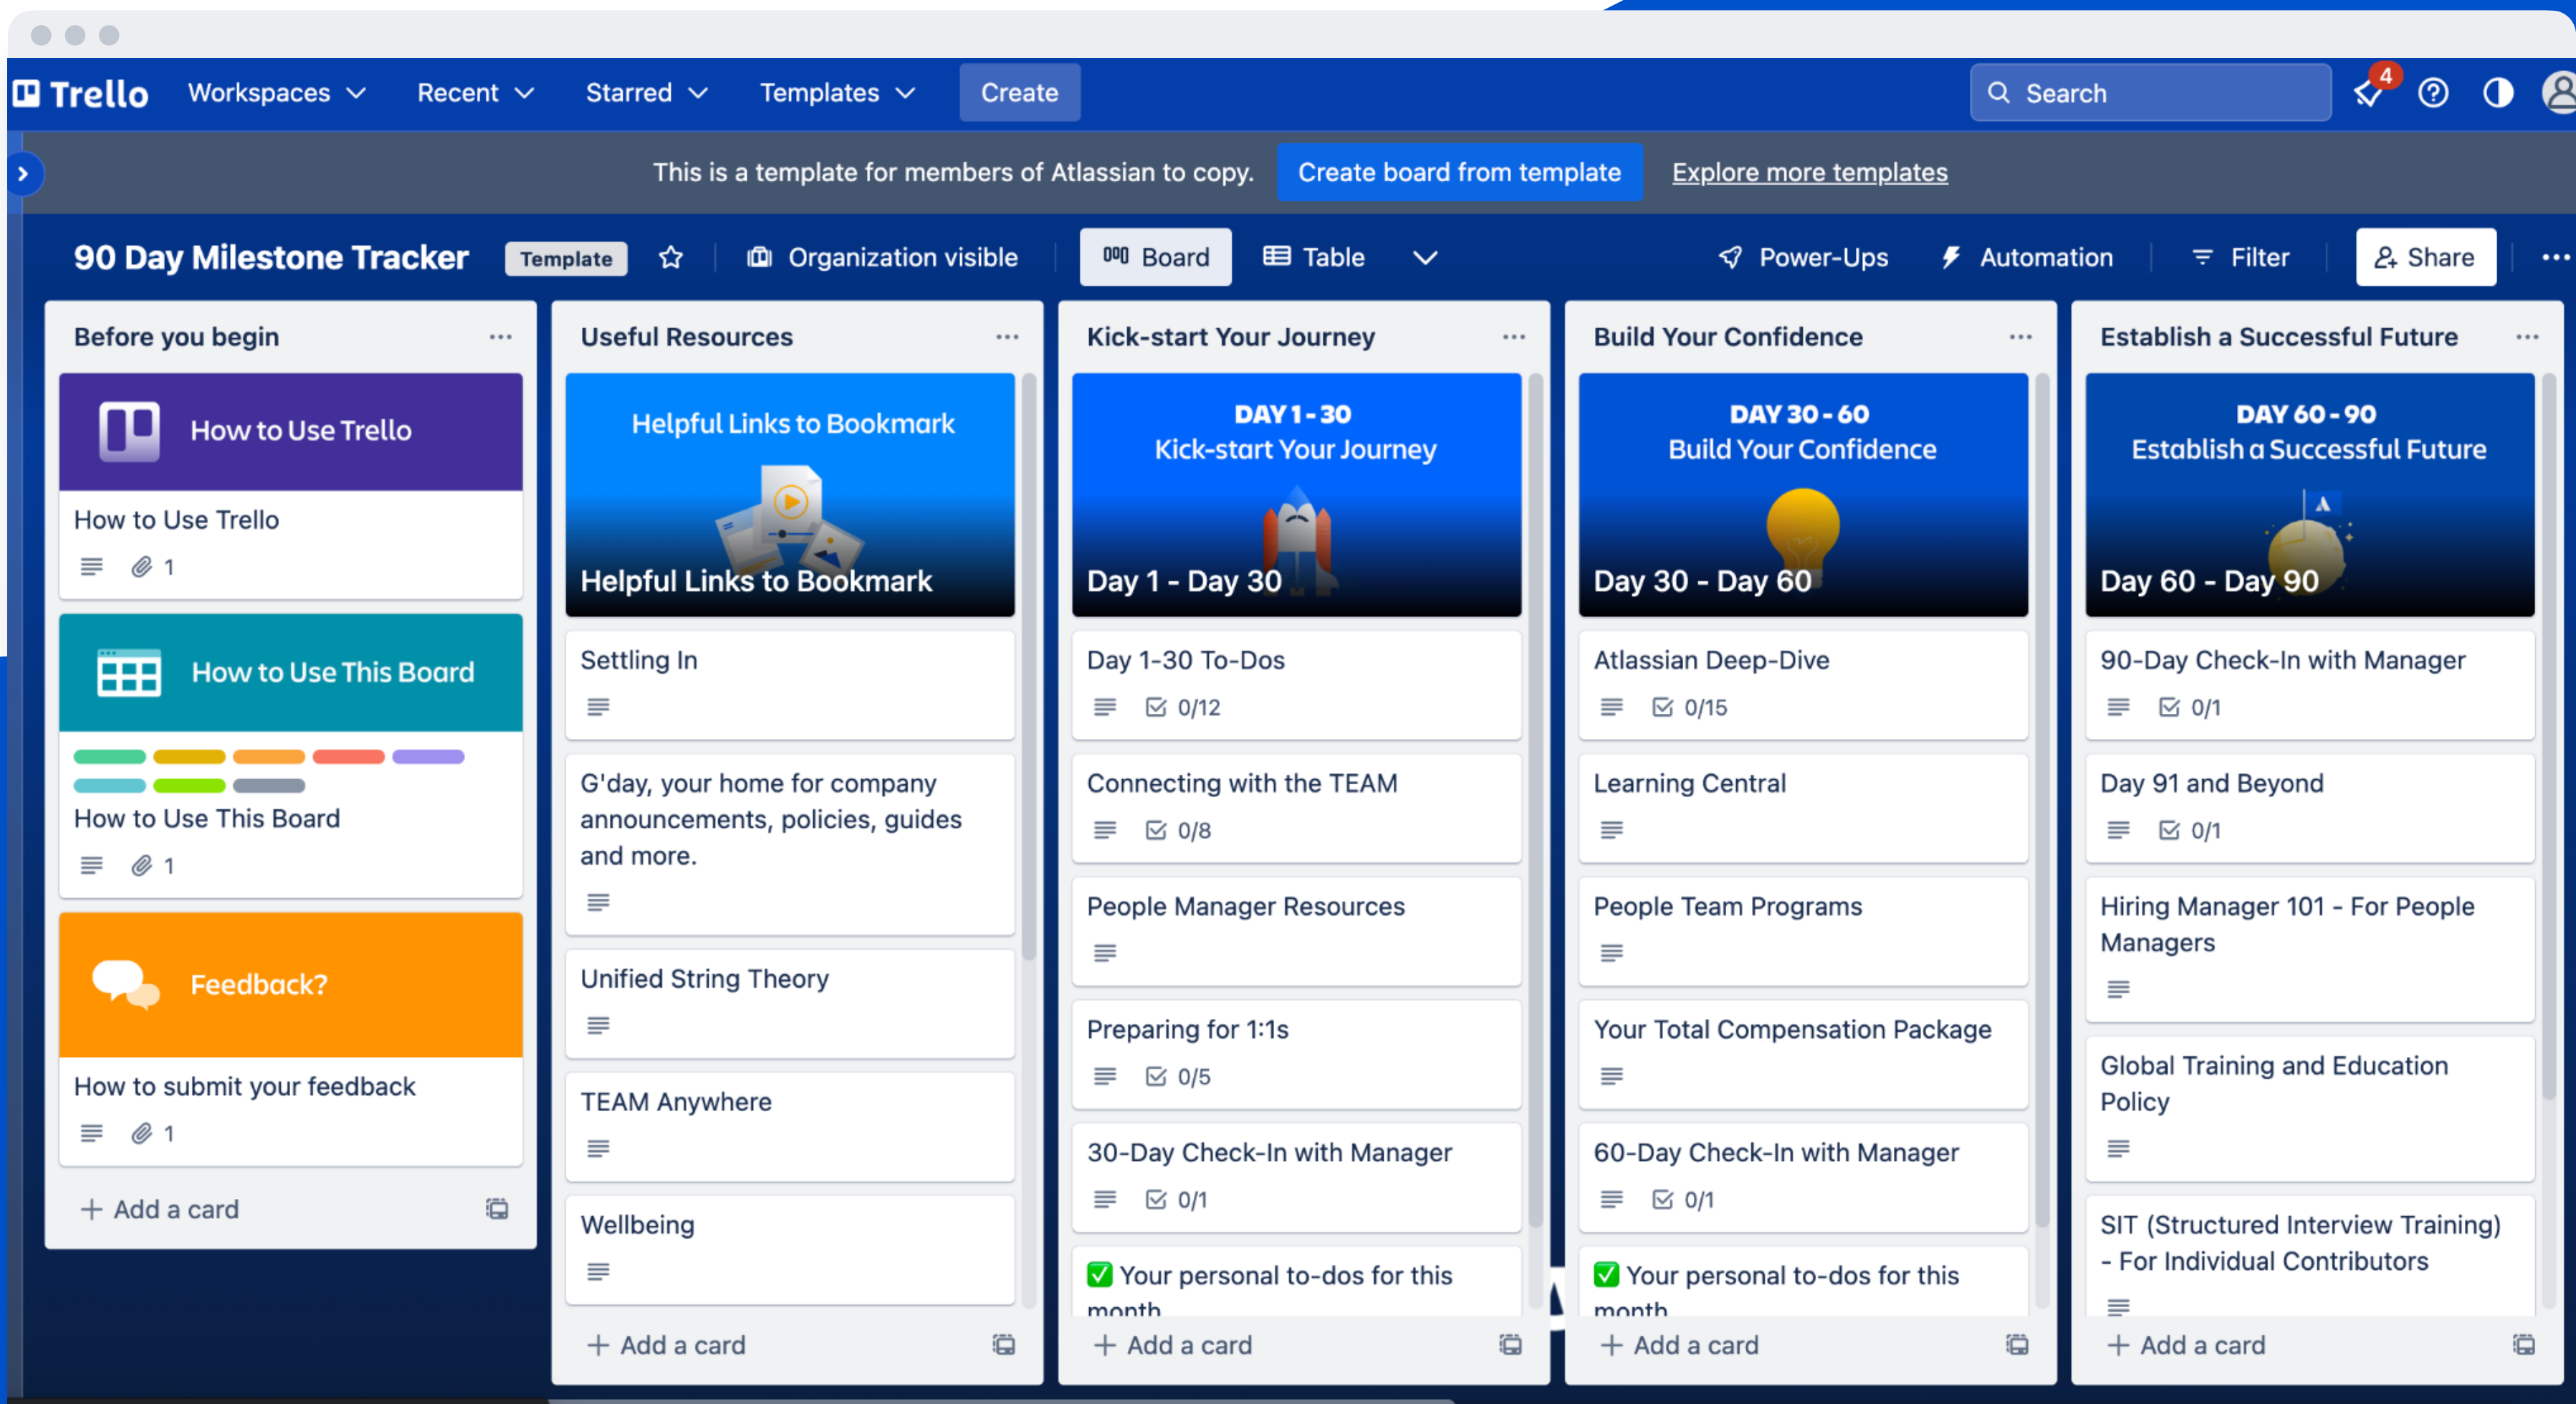 Trello
Workspaces
Recent
Starred
Templates
Create
Search
4
This is a template for members of Atlassian to copy.
Create board from template
Explore more templates
90 Day Milestone Tracker
Template
Organization visible
Board
Table
Power-Ups
Automation
Filter
Share
Before you begin
How to Use Trello
How to Use Trello
1
How to Use This Board
How to Use This Board
1
Feedback?
How to submit your feedback
1
+ Add a card
Useful Resources
Helpful Links to Bookmark
Helpful Links to Bookmark
Settling In
G'day, your home for company
announcements, policies, guides
and more.
Unified String Theory
TEAM Anywhere
Wellbeing
+ Add a card
Kick-start Your Journey
DAY 1 - 30
Kick-start Your Journey
Day 1 - Day 30
Day 1-30 To-Dos
0/12
Connecting with the TEAM
0/8
People Manager Resources
Preparing for 1:1s
0/5
30-Day Check-In with Manager
0/1
✅ Your personal to-dos for this
month
+ Add a card
Build Your Confidence
DAY 30 - 60
Build Your Confidence
Day 30 - Day 60
Atlassian Deep-Dive
0/15
Learning Central
People Team Programs
Your Total Compensation Package
60-Day Check-In with Manager
0/1
✅ Your personal to-dos for this
month
+ Add a card
Establish a Successful Future
DAY 60 - 90
Establish a Successful Future
Day 60 - Day 90
90-Day Check-In with Manager
0/1
Day 91 and Beyond
0/1
Hiring Manager 101 - For People
Managers
Global Training and Education
Policy
SIT (Structured Interview Training)
- For Individual Contributors
+ Add a card